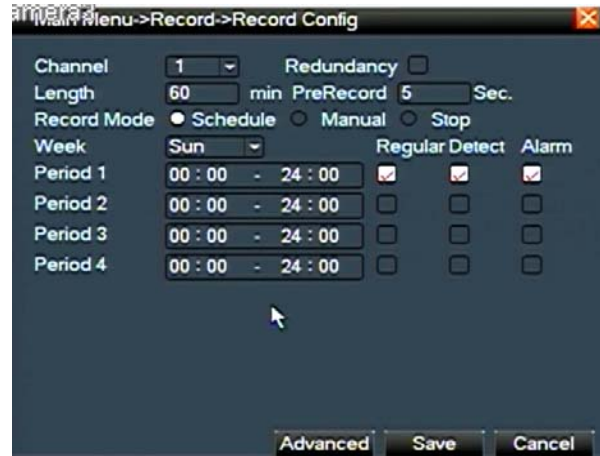 Main Menu->Record->Record Config
Channel 1 Redundancy
Length 60 min PreRecord 5 Sec.
Record Mode Schedule Manual Stop
Week Sun Regular Detect Alarm
Period 1 00 : 00 - 24 : 00
Period 2 00 : 00 - 24 : 00
Period 3 00 : 00 - 24 : 00
Period 4 00 : 00 - 24 : 00
Advanced Save Cancel